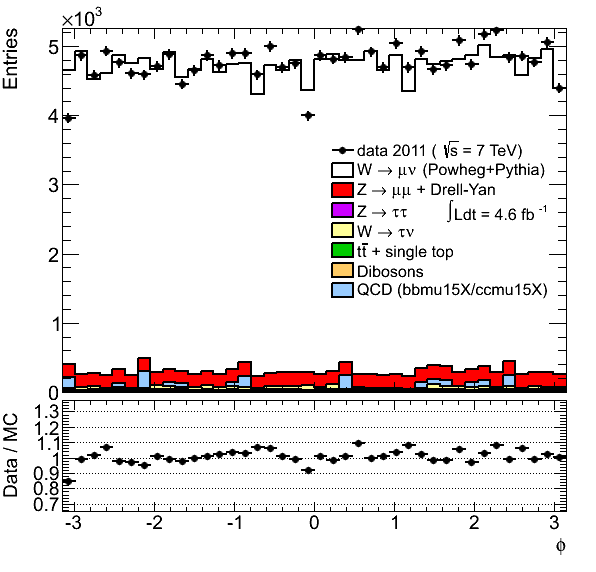 ×10³
Entries
5
4
3
2
1
0
data 2011 ( √s = 7 TeV)
W → μν (Powheg+Pythia)
Z → μμ + Drell-Yan
Z → ττ ∫Ldt = 4.6 fb⁻¹
W → τν
tt̄ + single top
Dibosons
QCD (bbmu15X/ccmu15X)
Data / MC
1.3
1.2
1.1
1
0.9
0.8
0.7
-3 -2 -1 0 1 2 3
ϕ